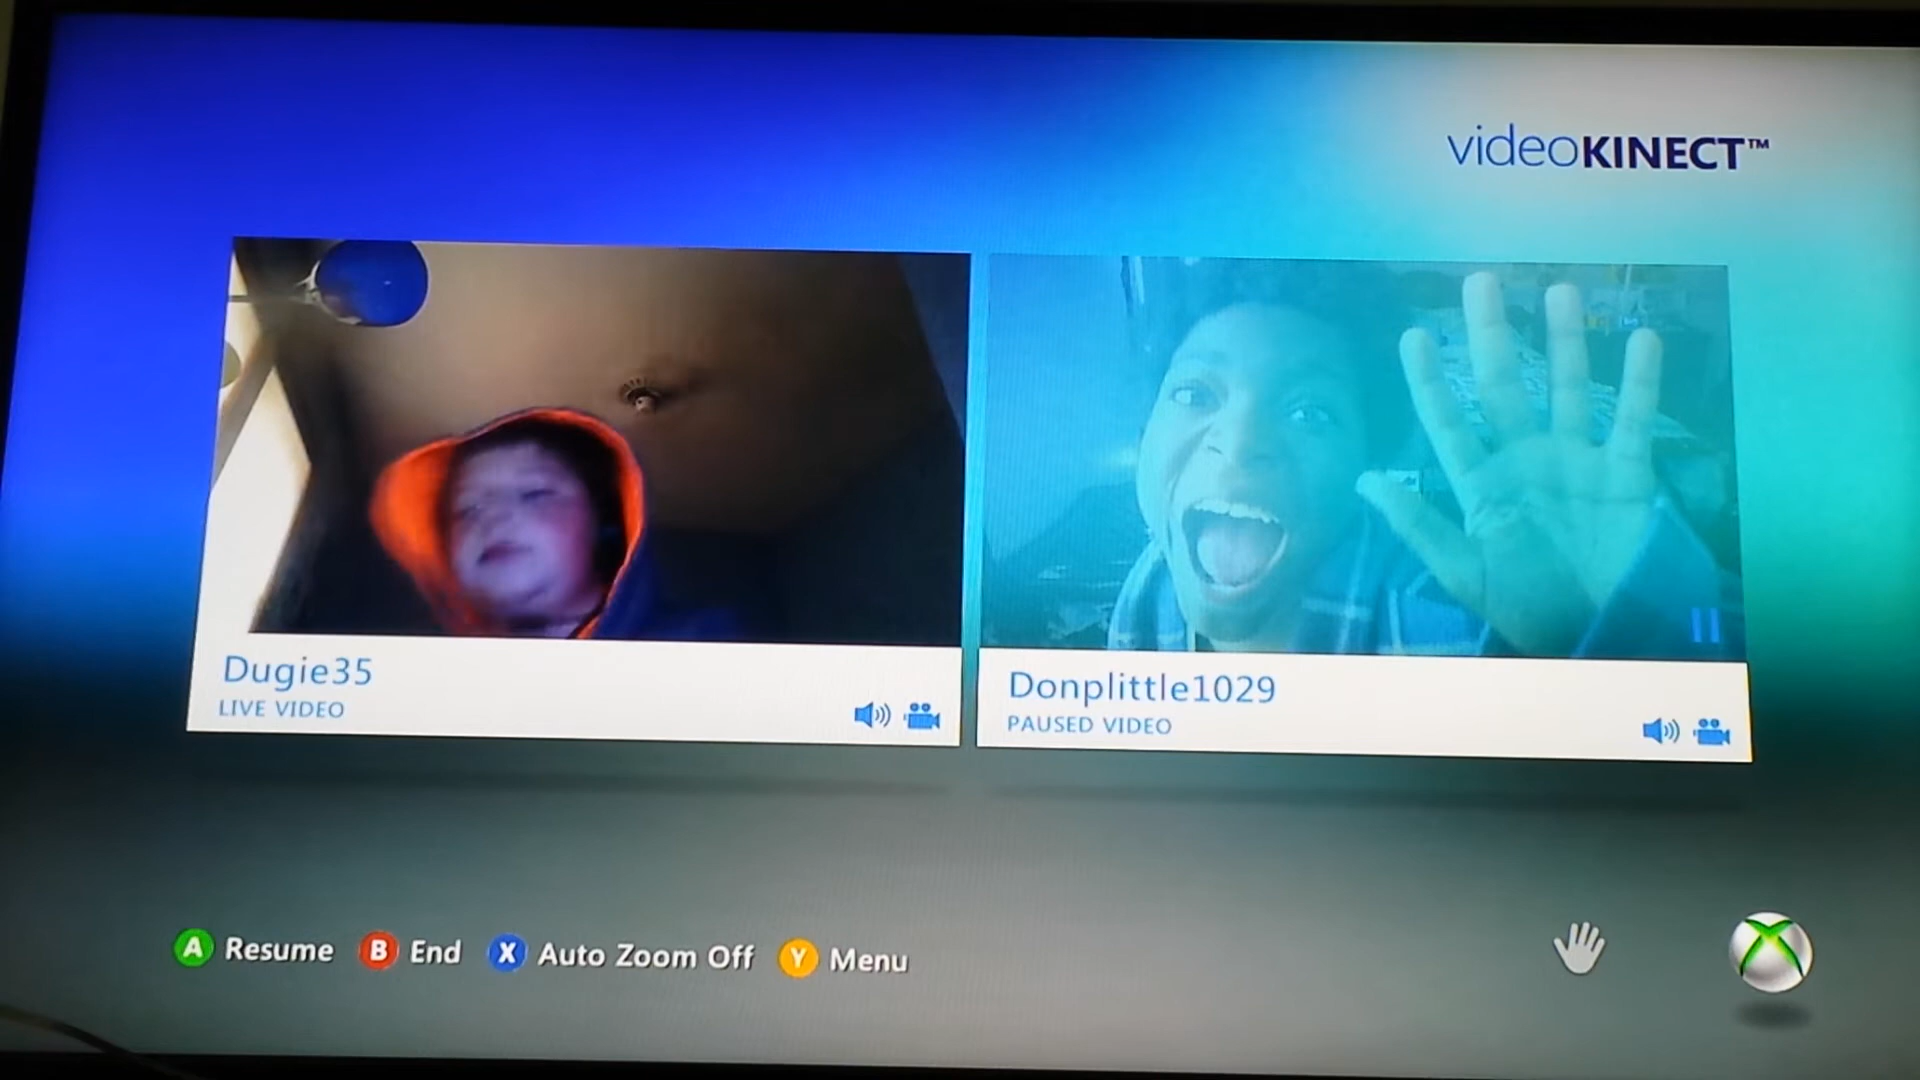 videoKINECT™
Dugie35
LIVE VIDEO
Donplittle1029
PAUSED VIDEO
A Resume B End X Auto Zoom Off Y Menu